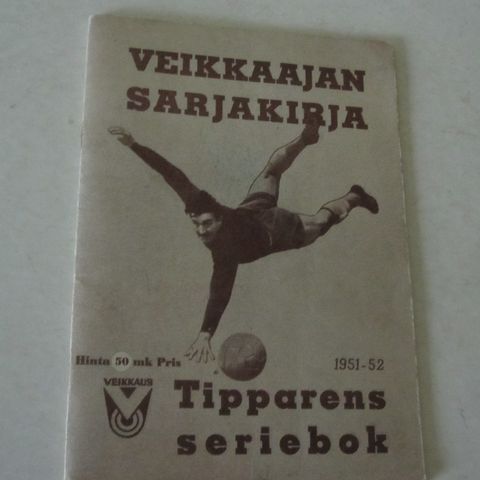 VEIKKAAJAN
SARJAKIRJA
Hinta 50 mk Pris
1951-52
VEIKKAUS
Tipparens
seriebok